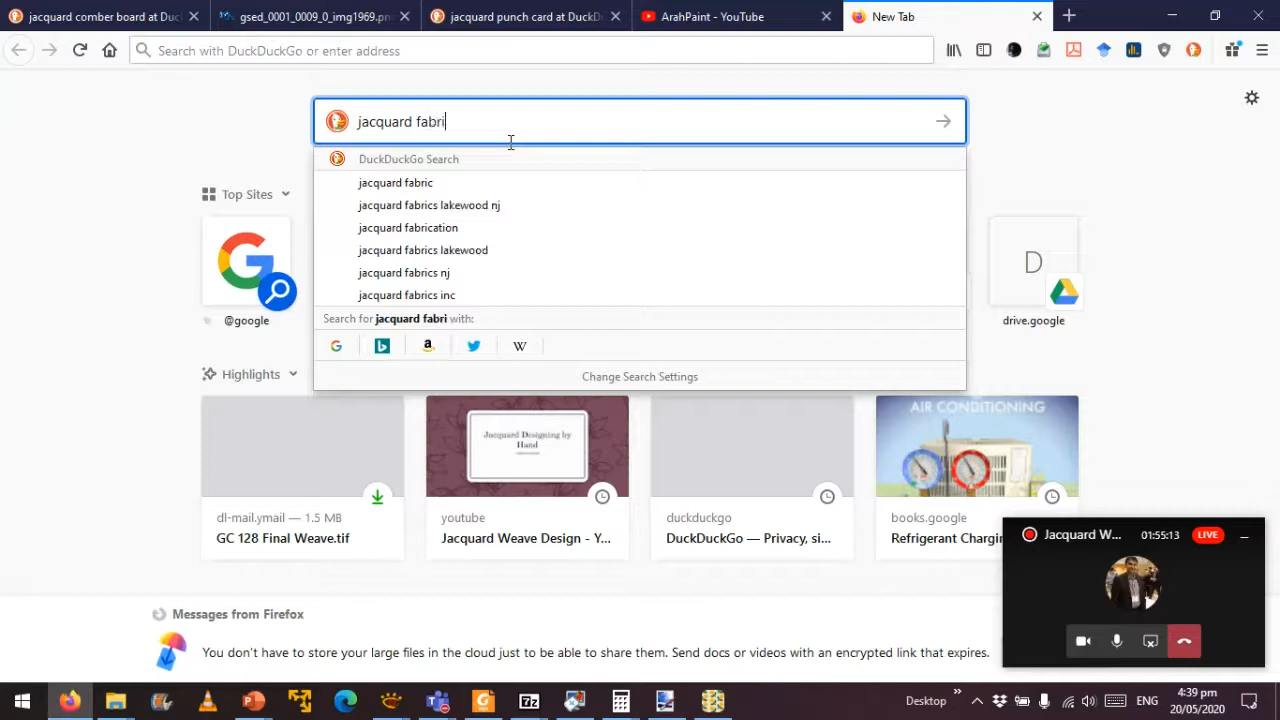 jacquard comber board at Duc
gsed_0001_0009_0_img1969.pn
jacquard punch card at DuckD
ArahPaint - YouTube
New Tab
Search with DuckDuckGo or enter address
jacquard fabri
DuckDuckGo Search
jacquard fabric
jacquard fabrics lakewood nj
jacquard fabrication
jacquard fabrics lakewood
jacquard fabrics nj
jacquard fabrics inc
Search for jacquard fabri with:
Change Search Settings
Top Sites
@google
D
drive.google
Highlights
Jacquard Designing by
Hand
AIR CONDITIONING
dl-mail.ymail — 1.5 MB
GC 128 Final Weave.tif
youtube
Jacquard Weave Design - Y...
duckduckgo
DuckDuckGo — Privacy, si...
books.google
Refrigerant Chargin
Jacquard W...
01:55:13
LIVE
Messages from Firefox
You don't have to store your large files in the cloud just to be able to share them. Send docs or videos with an encrypted link that expires.
Desktop
ENG
4:39 pm
20/05/2020